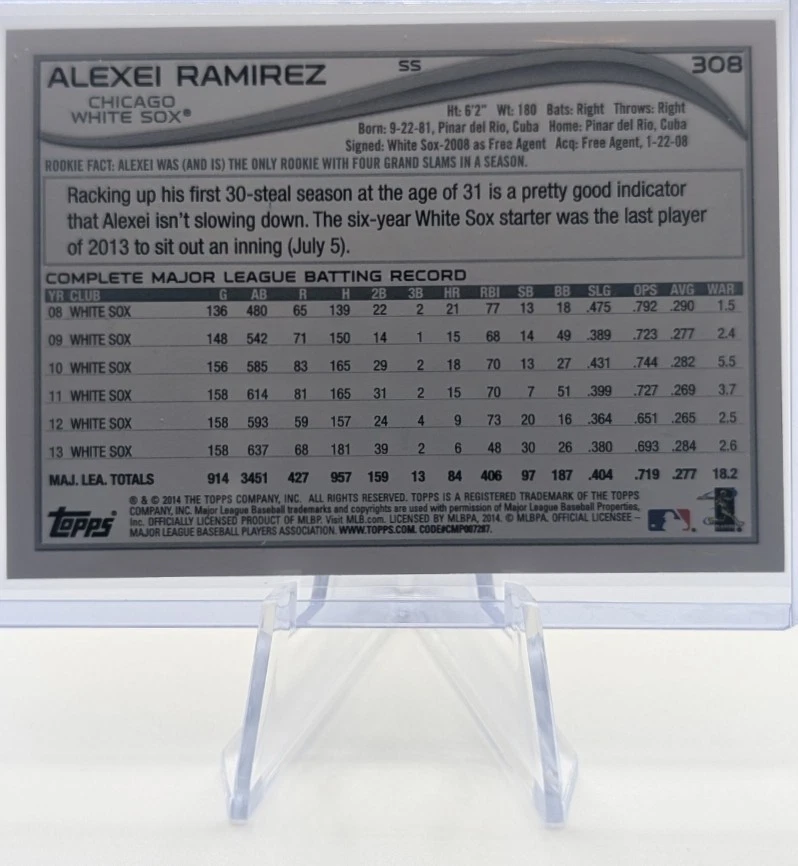 ALEXEI RAMIREZ SS 308
CHICAGO
WHITE SOX®
Ht: 6'2" Wt: 180 Bats: Right Throws: Right
Born: 9-22-81, Pinar del Rio, Cuba Home: Pinar del Rio, Cuba
Signed: White Sox-2008 as Free Agent Acq: Free Agent, 1-22-08
ROOKIE FACT: ALEXEI WAS (AND IS) THE ONLY ROOKIE WITH FOUR GRAND SLAMS IN A SEASON.
Racking up his first 30-steal season at the age of 31 is a pretty good indicator
that Alexei isn't slowing down. The six-year White Sox starter was the last player
of 2013 to sit out an inning (July 5).
COMPLETE MAJOR LEAGUE BATTING RECORD
YR CLUB G AB R H 2B 3B HR RBI SB BB SLG OPS AVG WAR
08 WHITE SOX 136 480 65 139 22 2 21 77 13 18 .475 .792 .290 1.5
09 WHITE SOX 148 542 71 150 14 1 15 68 14 49 .389 .723 .277 2.4
10 WHITE SOX 156 585 83 165 29 2 18 70 13 27 .431 .744 .282 5.5
11 WHITE SOX 158 614 81 165 31 2 15 70 7 51 .399 .727 .269 3.7
12 WHITE SOX 158 593 59 157 24 4 9 73 20 16 .364 .651 .265 2.5
13 WHITE SOX 158 637 68 181 39 2 6 48 30 26 .380 .693 .284 2.6
MAJ. LEA. TOTALS 914 3451 427 957 159 13 84 406 97 187 .404 .719 .277 18.2
topps
® & © 2014 THE TOPPS COMPANY, INC. ALL RIGHTS RESERVED. TOPPS IS A REGISTERED TRADEMARK OF THE TOPPS
COMPANY, INC. Major League Baseball trademarks and copyrights are used with permission of Major League Baseball Properties,
Inc. OFFICIALLY LICENSED PRODUCT OF MLBP. Visit MLB.com. LICENSED BY MLBPA, 2014. © MLBPA. OFFICIAL LICENSEE –
MAJOR LEAGUE BASEBALL PLAYERS ASSOCIATION. WWW.TOPPS.COM. CODE#CMP007287.